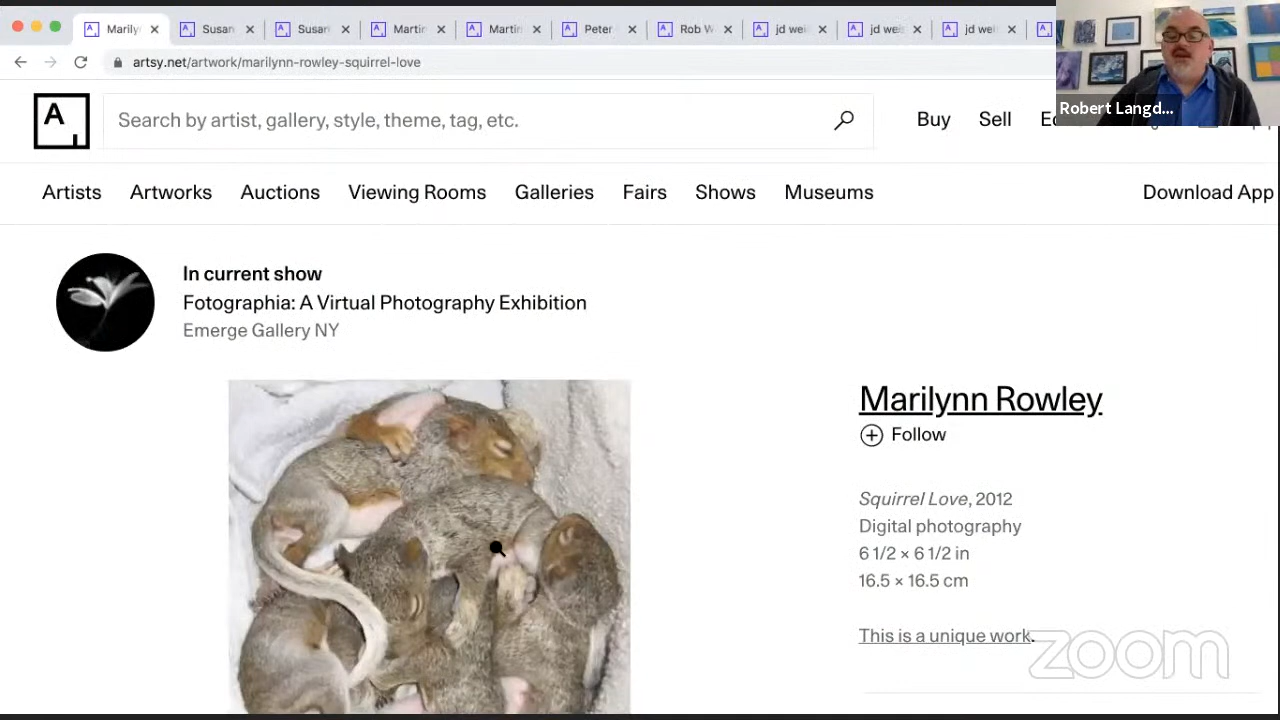 Marily
Susan
Susan
Martin
Martin
Peter
Rob W
jd wei
jd wei
jd wei
artsy.net/artwork/marilynn-rowley-squirrel-love
Robert Langd...
A
Search by artist, gallery, style, theme, tag, etc.
Buy Sell
Artists Artworks Auctions Viewing Rooms Galleries Fairs Shows Museums Download App
In current show
Fotographia: A Virtual Photography Exhibition
Emerge Gallery NY
Marilynn Rowley
Follow
Squirrel Love, 2012
Digital photography
6 1/2 × 6 1/2 in
16.5 × 16.5 cm
This is a unique work.
zoom